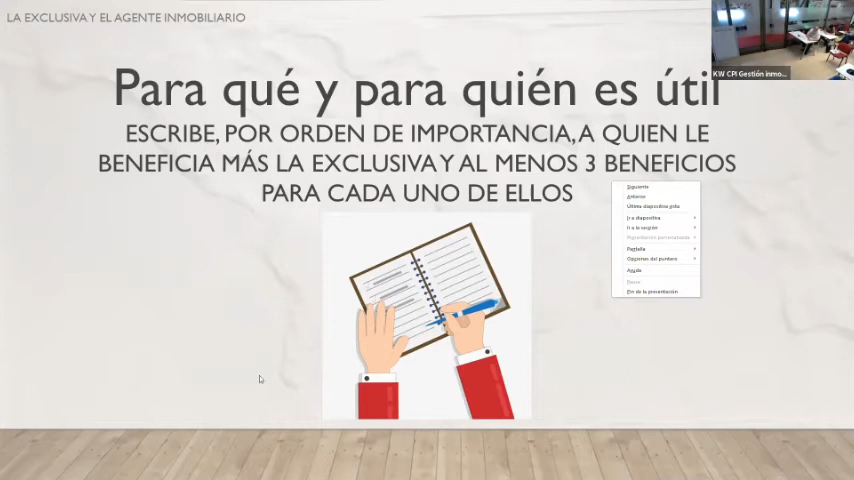 LA EXCLUSIVA Y EL AGENTE INMOBILIARIO
KW CPI Gestión inmo...
Para qué y para quién es útil
ESCRIBE, POR ORDEN DE IMPORTANCIA, A QUIEN LE
BENEFICIA MÁS LA EXCLUSIVA Y AL MENOS 3 BENEFICIOS
PARA CADA UNO DE ELLOS
Siguiente
Anterior
Última diapositiva vista
Ir a diapositiva
Ir a la sección
Presentación personalizada
Pantalla
Opciones del puntero
Ayuda
Pausa
Fin de la presentación